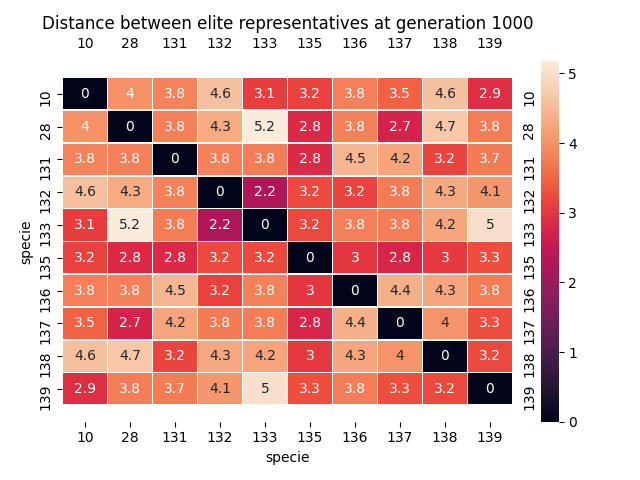 Distance between elite representatives at generation 1000
10 28 131 132 133 135 136 137 138 139
10 0 4 3.8 4.6 3.1 3.2 3.8 3.5 4.6 2.9 10
28 4 0 3.8 4.3 5.2 2.8 3.8 2.7 4.7 3.8 28
131 3.8 3.8 0 3.8 3.8 2.8 4.5 4.2 3.2 3.7 131
132 4.6 4.3 3.8 0 2.2 3.2 3.2 3.8 4.3 4.1 132
133 3.1 5.2 3.8 2.2 0 3.2 3.8 3.8 4.2 5 133
135 3.2 2.8 2.8 3.2 3.2 0 3 2.8 3 3.3 135
136 3.8 3.8 4.5 3.2 3.8 3 0 4.4 4.3 3.8 136
137 3.5 2.7 4.2 3.8 3.8 2.8 4.4 0 4 3.3 137
138 4.6 4.7 3.2 4.3 4.2 3 4.3 4 0 3.2 138
139 2.9 3.8 3.7 4.1 5 3.3 3.8 3.3 3.2 0 139
10 28 131 132 133 135 136 137 138 139
specie
specie
5
4
3
2
1
0